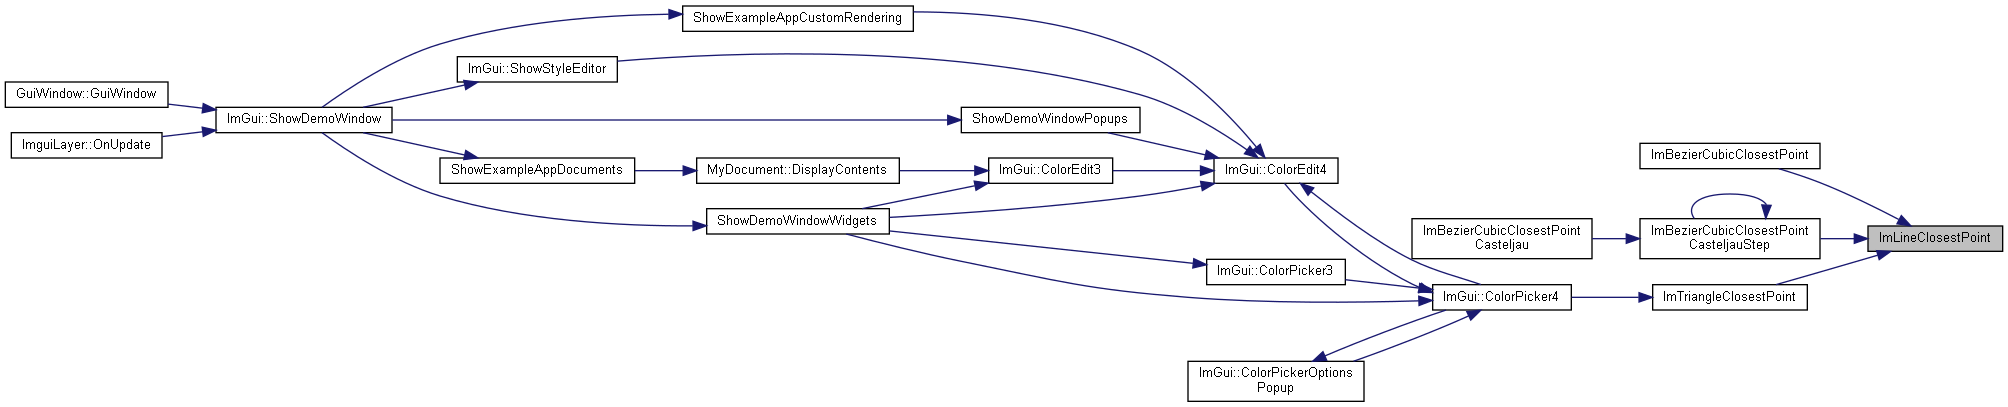 ShowExampleAppCustomRendering
ImGui::ShowStyleEditor
GuiWindow::GuiWindow
ImGui::ShowDemoWindow
ShowDemoWindowPopups
ImguiLayer::OnUpdate
ShowExampleAppDocuments
MyDocument::DisplayContents
ImGui::ColorEdit3
ImGui::ColorEdit4
ImBezierCubicClosestPoint
ShowDemoWindowWidgets
ImBezierCubicClosestPoint
Casteljau
ImBezierCubicClosestPoint
CasteljauStep
ImLineClosestPoint
ImGui::ColorPicker3
ImGui::ColorPicker4
ImTriangleClosestPoint
ImGui::ColorPickerOptions
Popup